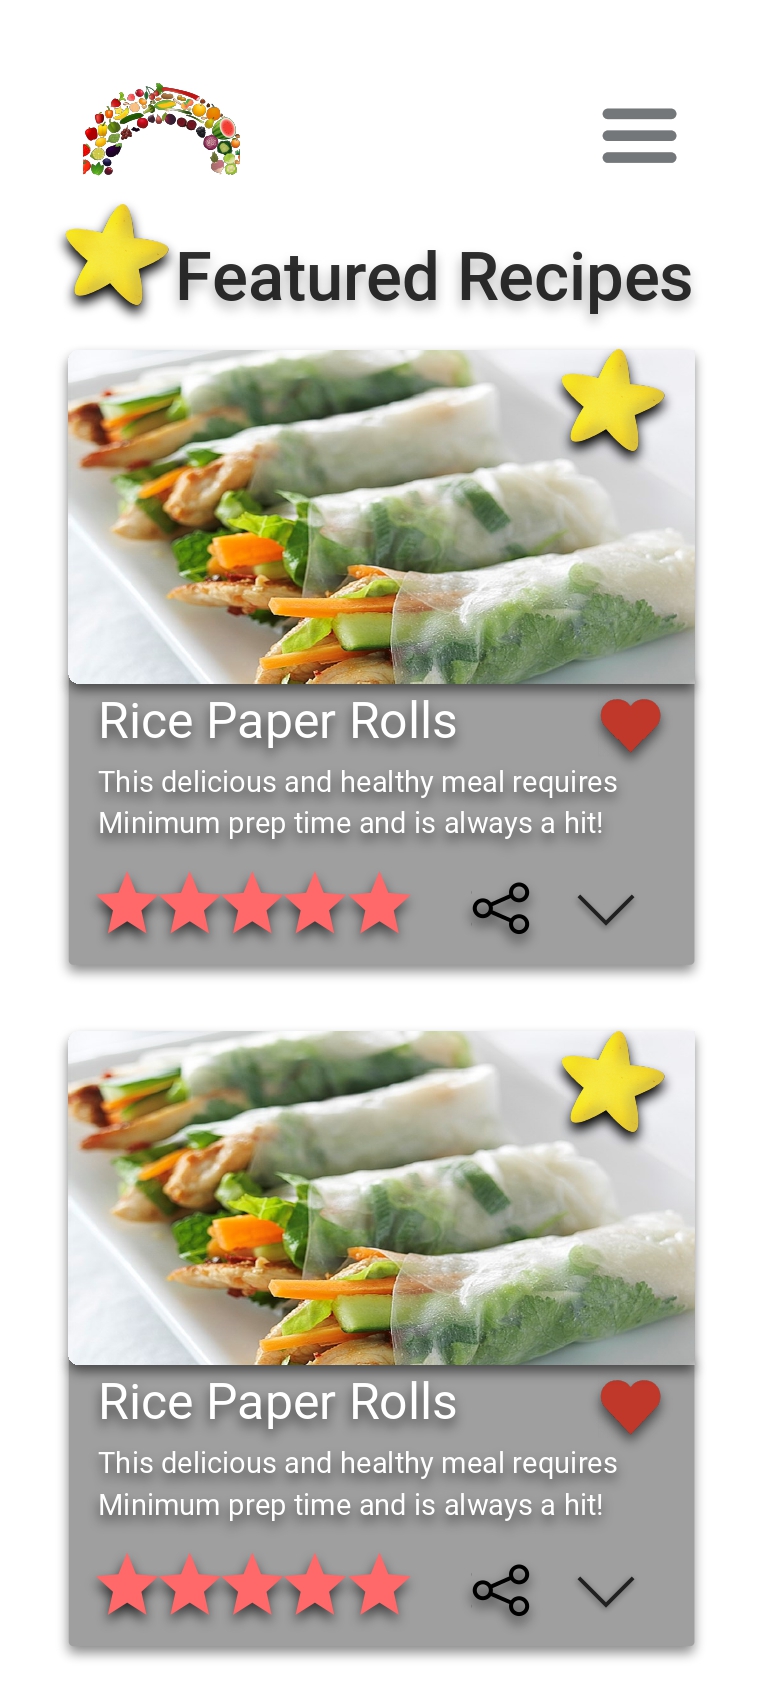 Featured Recipes
Rice Paper Rolls
This delicious and healthy meal requires
Minimum prep time and is always a hit!
Rice Paper Rolls
This delicious and healthy meal requires
Minimum prep time and is always a hit!